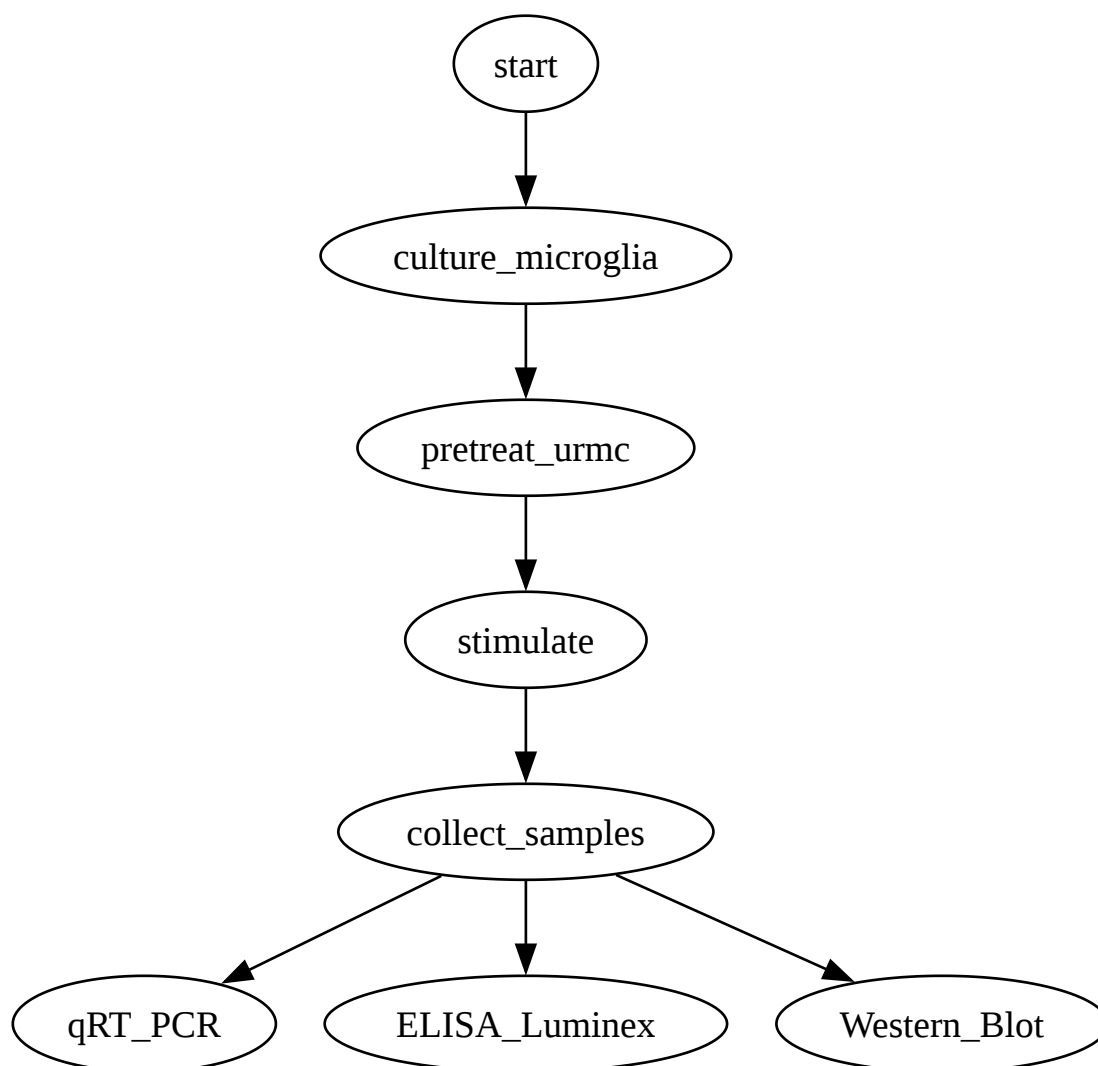 start
culture_microglia
pretreat_urmc
stimulate
collect_samples
qRT_PCR
ELISA_Luminex
Western_Blot